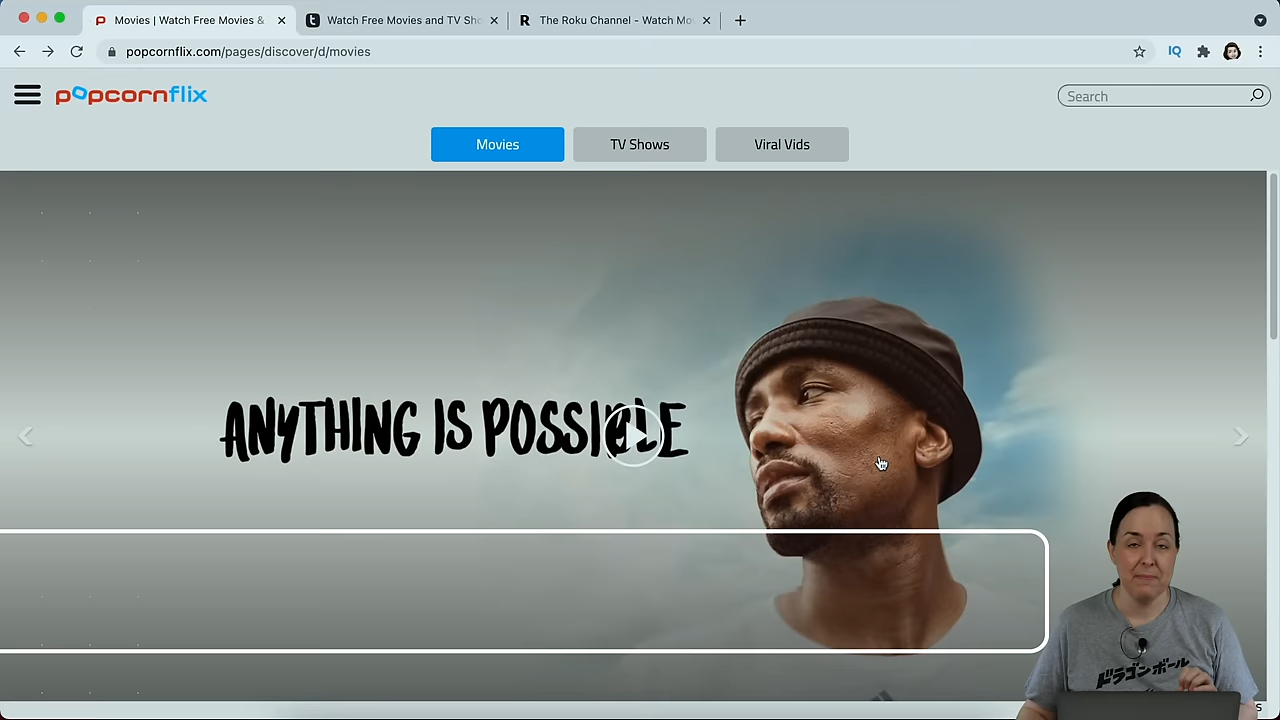 Movies | Watch Free Movies &
Watch Free Movies and TV Sho
The Roku Channel - Watch Mo
popcornflix.com/pages/discover/d/movies
IQ
popcornflix
Search
Movies
TV Shows
Viral Vids
ANYTHING IS POSSIBLE
ドラゴンボール